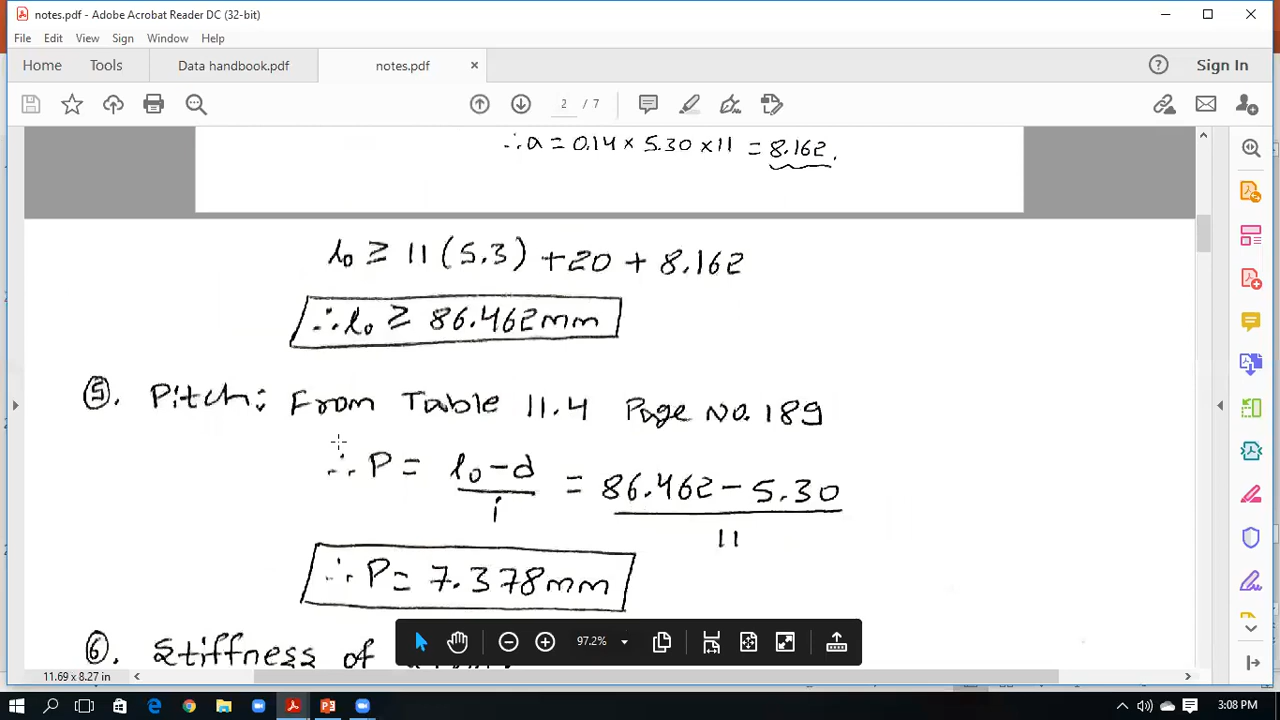 notes.pdf - Adobe Acrobat Reader DC (32-bit)
File Edit View Sign Window Help
Home Tools Data handbook.pdf notes.pdf × Sign In
2 / 7
∴a = 0.14 × 5.30 ×11 = 8.162.
l₀ ≥ 11 (5.3) +20 + 8.162
∴l₀ ≥ 86.462mm
⑤. Pitch: From Table 11.4 Page No. 189
∴ P = (l₀-d)/i = (86.462 - 5.30)/11
∴ P = 7.378mm
⑥. Stiffness of
97.2%
11.69 x 8.27 in
3:08 PM